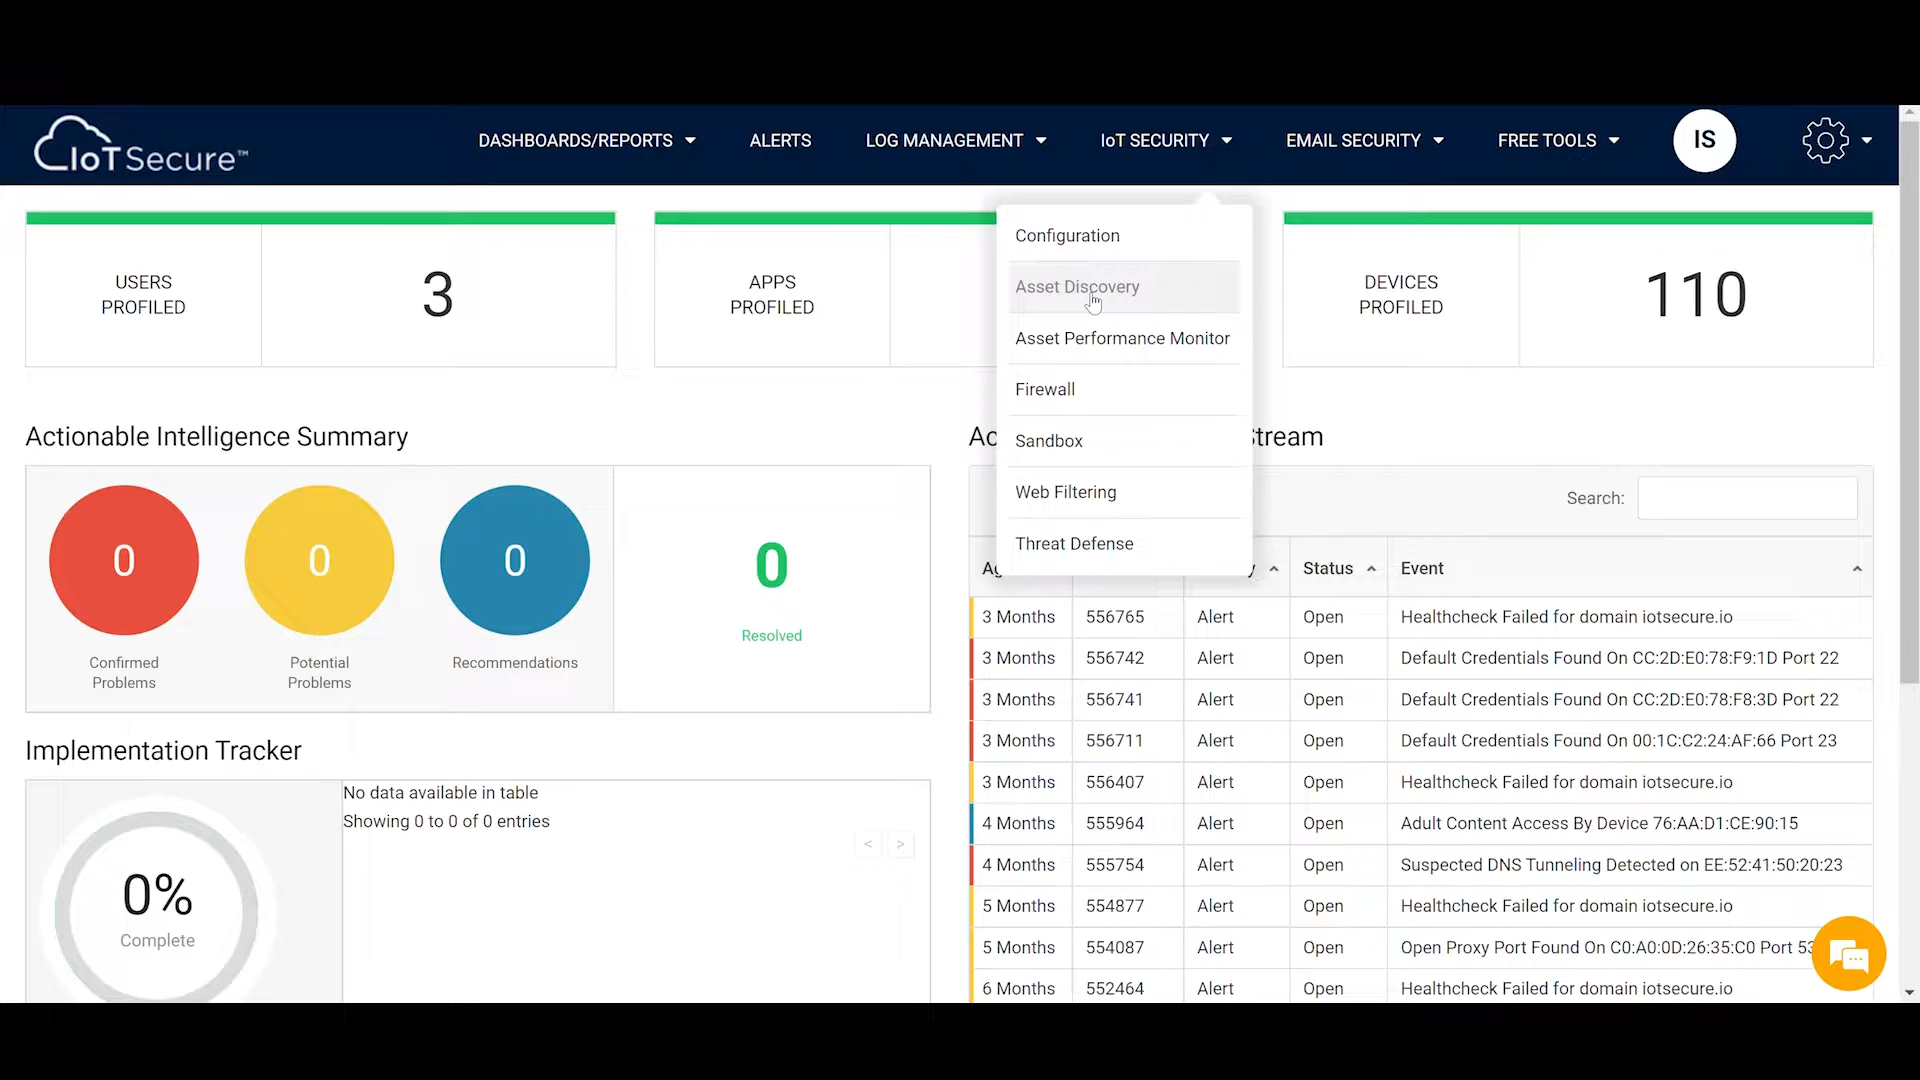 IoTSecure™
DASHBOARDS/REPORTS
ALERTS
LOG MANAGEMENT
IoT SECURITY
EMAIL SECURITY
FREE TOOLS
IS
USERS
PROFILED
3
APPS
PROFILED
DEVICES
PROFILED
110
Configuration
Asset Discovery
Asset Performance Monitor
Firewall
Sandbox
Web Filtering
Threat Defense
Actionable Intelligence Summary
0
Confirmed
Problems
0
Potential
Problems
0
Recommendations
0
Resolved
Implementation Tracker
0%
Complete
No data available in table
Showing 0 to 0 of 0 entries
<
>
Stream
Search:
Status
Event
3 Months 556765 Alert Open Healthcheck Failed for domain iotsecure.io
3 Months 556742 Alert Open Default Credentials Found On CC:2D:E0:78:F9:1D Port 22
3 Months 556741 Alert Open Default Credentials Found On CC:2D:E0:78:F8:3D Port 22
3 Months 556711 Alert Open Default Credentials Found On 00:1C:C2:24:AF:66 Port 23
3 Months 556407 Alert Open Healthcheck Failed for domain iotsecure.io
4 Months 555964 Alert Open Adult Content Access By Device 76:AA:D1:CE:90:15
4 Months 555754 Alert Open Suspected DNS Tunneling Detected on EE:52:41:50:20:23
5 Months 554877 Alert Open Healthcheck Failed for domain iotsecure.io
5 Months 554087 Alert Open Open Proxy Port Found On C0:A0:0D:26:35:C0 Port 53
6 Months 552464 Alert Open Healthcheck Failed for domain iotsecure.io